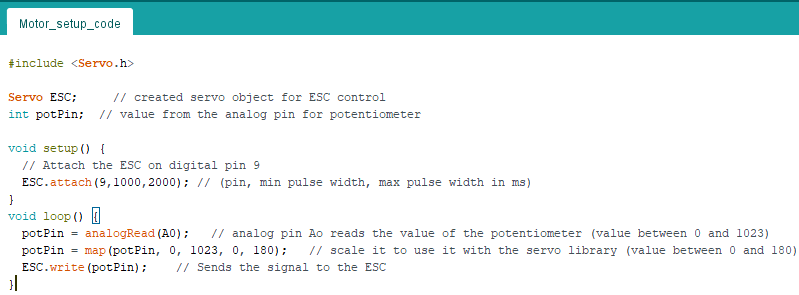 Motor_setup_code
#include <Servo.h>
Servo ESC;     // created servo object for ESC control
int potPin;  // value from the analog pin for potentiometer
void setup() {
  // Attach the ESC on digital pin 9
  ESC.attach(9,1000,2000); // (pin, min pulse width, max pulse width in ms)
}
void loop() {
  potPin = analogRead(A0);   // analog pin Ao reads the value of the potentiometer (value between 0 and 1023)
  potPin = map(potPin, 0, 1023, 0, 180);   // scale it to use it with the servo library (value between 0 and 180)
  ESC.write(potPin);    // Sends the signal to the ESC
}